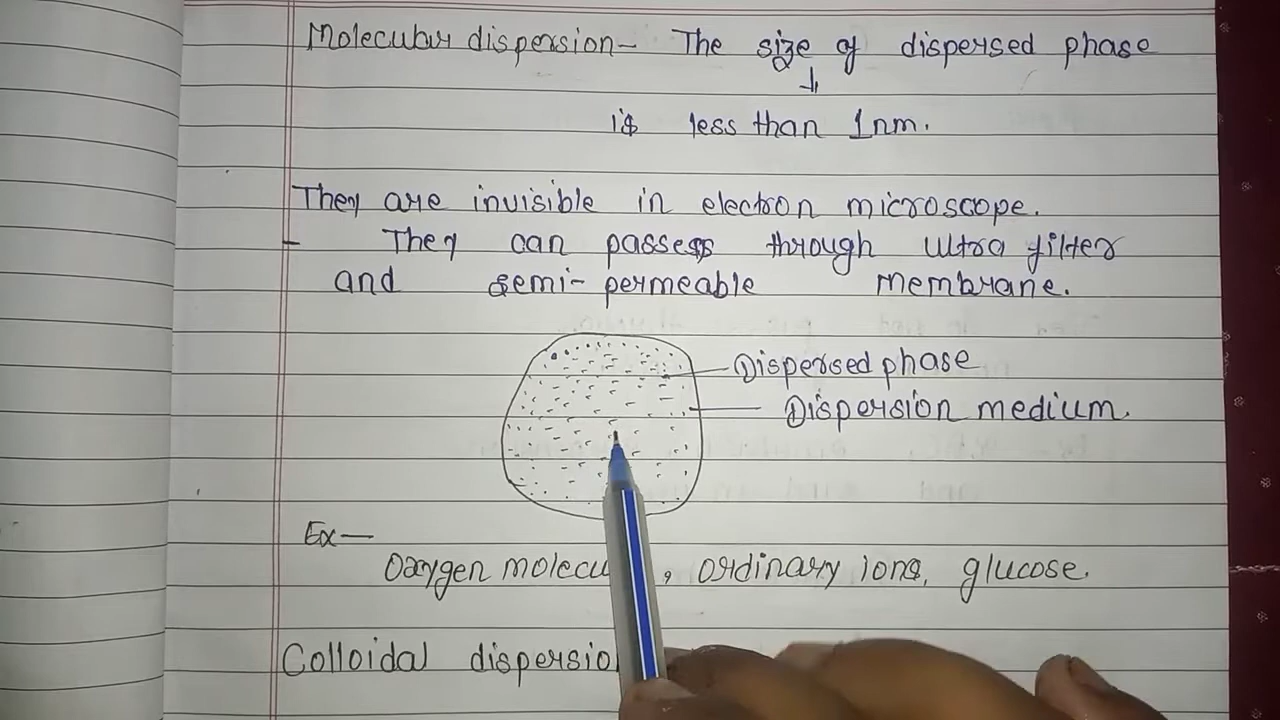 Molecular dispersion- The size of dispersed phase
is less than 1nm.
They are invisible in electron microscope.
- They can passess through Ultra filter
and semi-permeable membrane.
Dispersed phase
Dispersion medium.
Ex-
Oxygen molecu , ordinary ions, glucose.
Colloidal dispersio